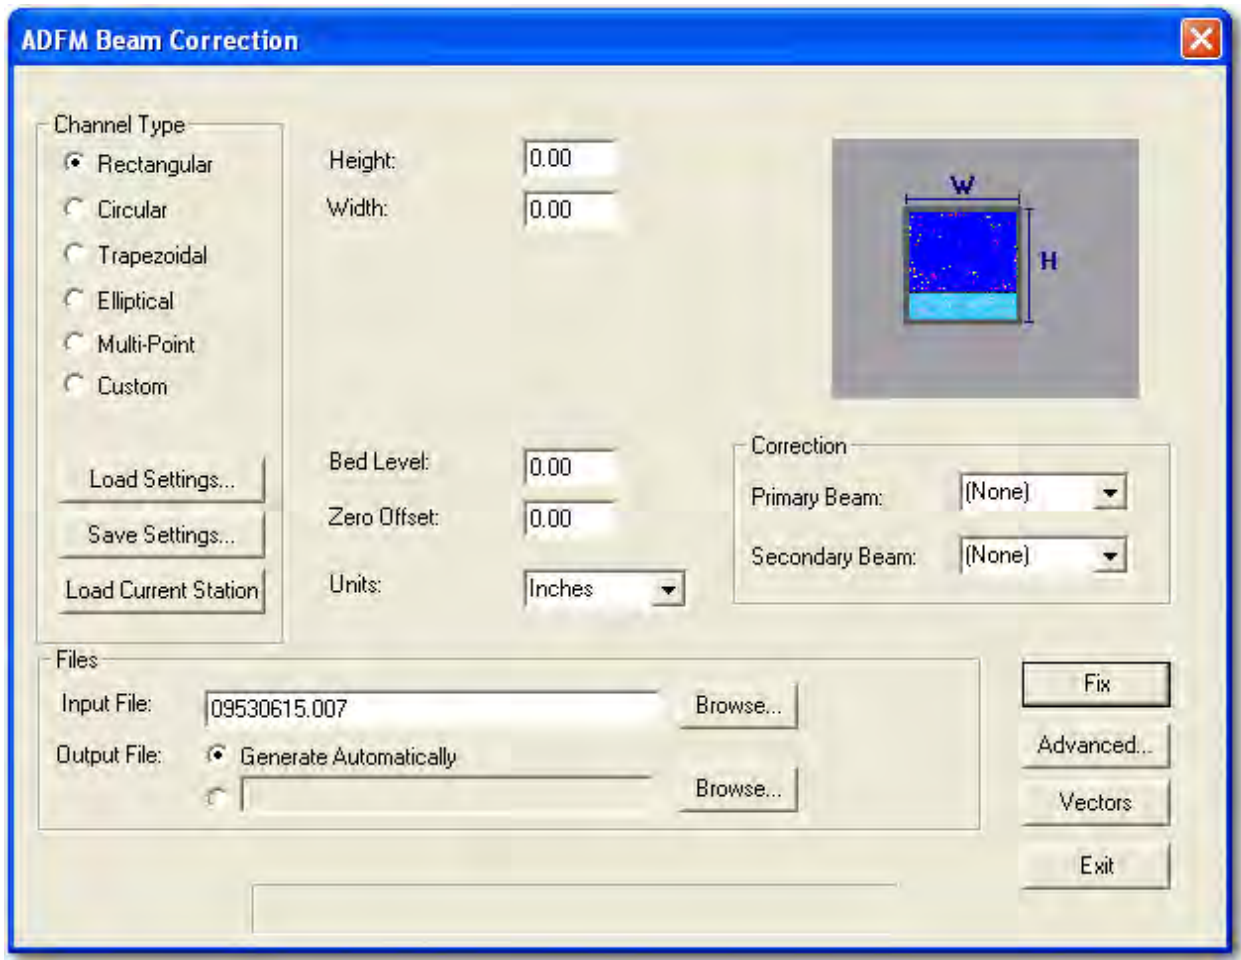 ADFM Beam Correction
Channel Type
Rectangular
Circular
Trapezoidal
Elliptical
Multi-Point
Custom
Load Settings...
Save Settings...
Load Current Station
Height: 0.00
Width: 0.00
Bed Level: 0.00
Zero Offset: 0.00
Units: Inches
W
H
Correction
Primary Beam: (None)
Secondary Beam: (None)
Files
Input File: 09530615.007 Browse...
Output File: Generate Automatically
Browse...
Fix
Advanced...
Vectors
Exit